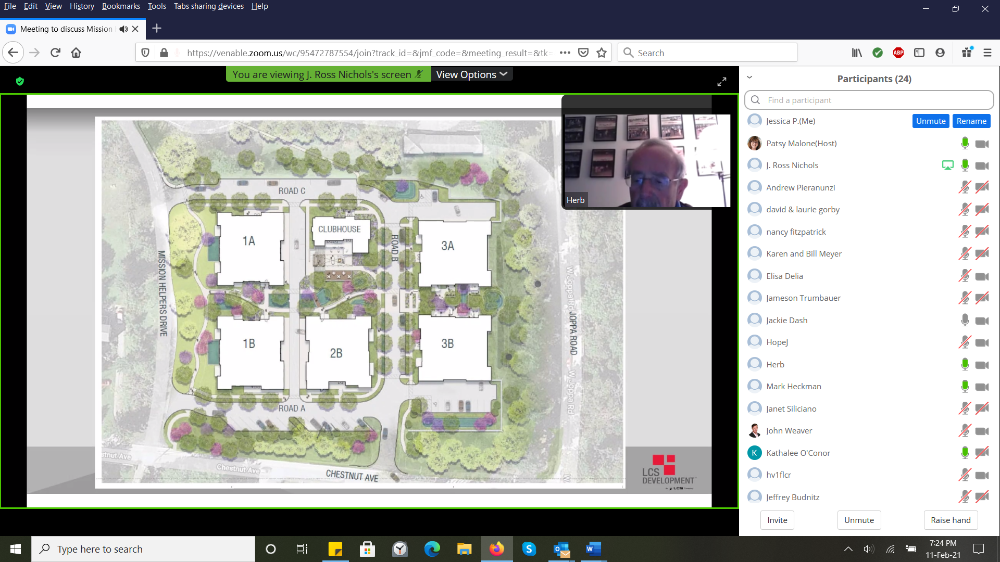 File Edit View History Bookmarks Tools Tabs sharing devices Help
Meeting to discuss Mission
https://venable.zoom.us/wc/95472787554/join?track_id=&jmf_code=&meeting_result=&tk=
Search
ABP
You are viewing J. Ross Nichols's screen
View Options
Herb
ROAD C
CLUBHOUSE
1A
ROAD B
3A
MISSION HELPERS DRIVE
W Joppa Rd
JOPPA ROAD
1B
2B
3B
W Joppa Rd
ROAD A
stnut Ave
Chestnut Ave
CHESTNUT AVE
LCS
DEVELOPMENT
An LCS Company
Participants (24)
Find a participant
Jessica P.(Me) Unmute Rename
Patsy Malone(Host)
J. Ross Nichols
Andrew Pieranunzi
david & laurie gorby
nancy fitzpatrick
Karen and Bill Meyer
Elisa Delia
Jameson Trumbauer
Jackie Dash
HopeJ
Herb
Mark Heckman
Janet Siliciano
John Weaver
K Kathalee O'Conor
hv1flcr
Jeffrey Budnitz
Invite Unmute Raise hand
Type here to search
7:24 PM
11-Feb-21